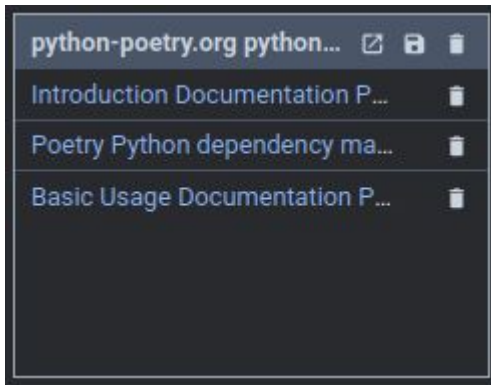 python-poetry.org python...
Introduction Documentation P...
Poetry Python dependency ma...
Basic Usage Documentation P...